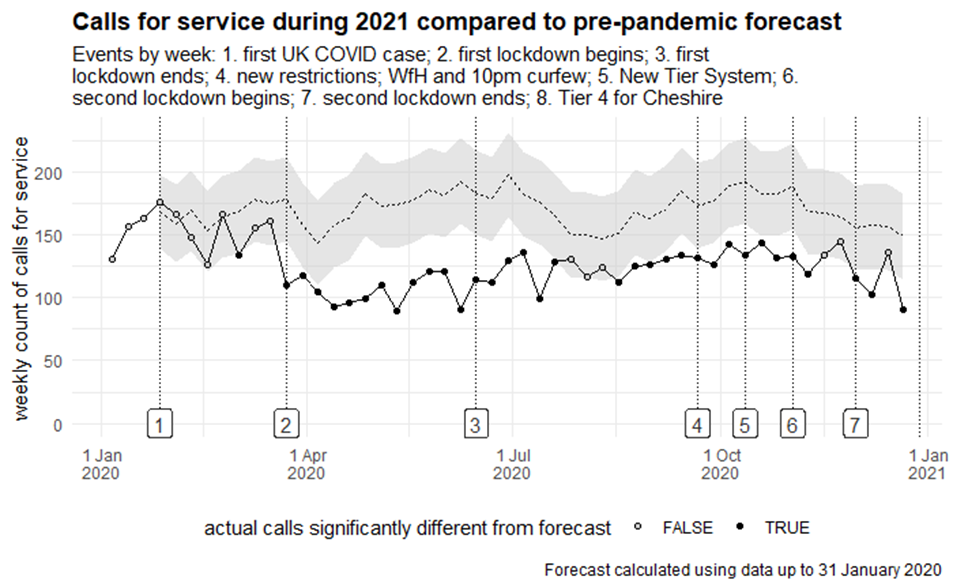 Calls for service during 2021 compared to pre-pandemic forecast
Events by week: 1. first UK COVID case; 2. first lockdown begins; 3. first
lockdown ends; 4. new restrictions; WfH and 10pm curfew; 5. New Tier System; 6.
second lockdown begins; 7. second lockdown ends; 8. Tier 4 for Cheshire
weekly count of calls for service
200
150
100
50
0
1 2 3 4 5 6 7
1 Jan 1 Apr 1 Jul 1 Oct 1 Jan
2020 2020 2020 2020 2021
actual calls significantly different from forecast FALSE TRUE
Forecast calculated using data up to 31 January 2020